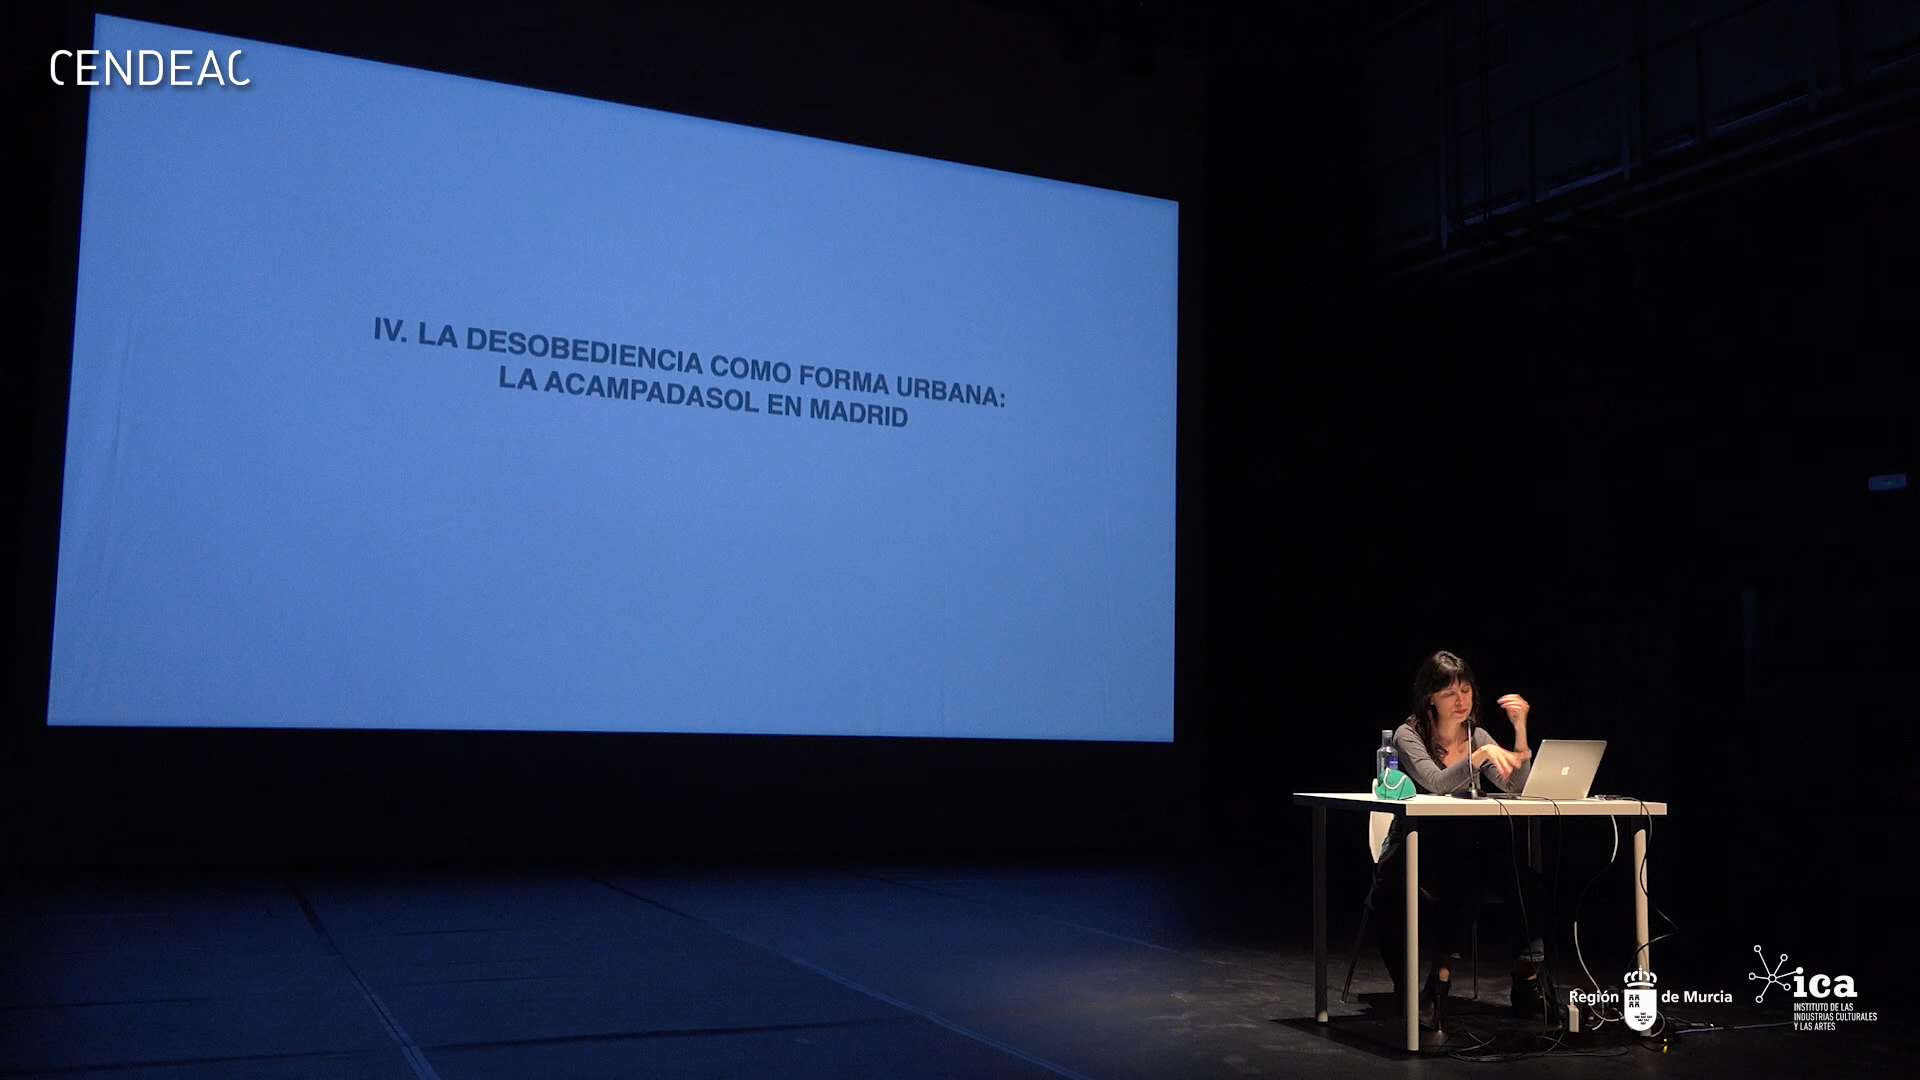 CENDEAC
IV. LA DESOBEDIENCIA COMO FORMA URBANA:
LA ACAMPADASOL EN MADRID
Región de Murcia
ica
INSTITUTO DE LAS
INDUSTRIAS CULTURALES
Y LAS ARTES